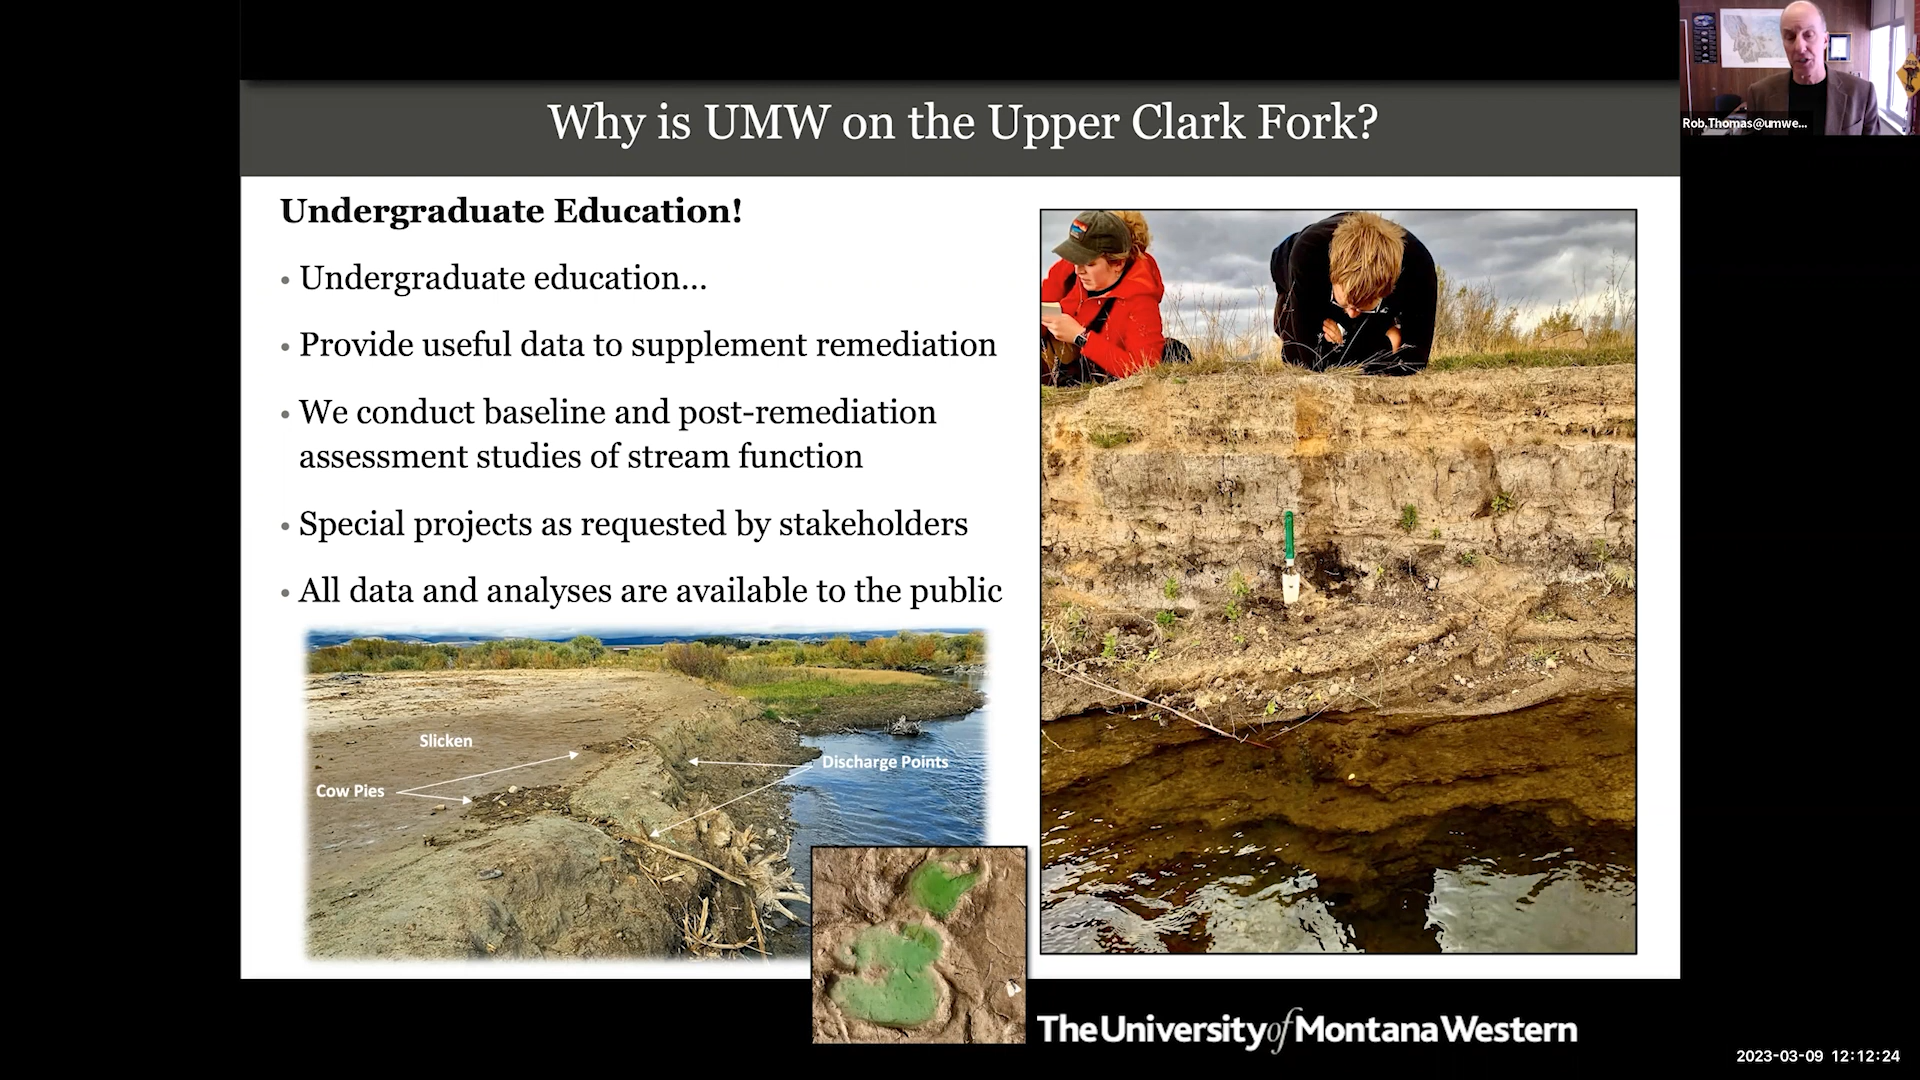 Why is UMW on the Upper Clark Fork?
Rob.Thomas@umwe...
Undergraduate Education!
• Undergraduate education...
• Provide useful data to supplement remediation
• We conduct baseline and post-remediation
assessment studies of stream function
• Special projects as requested by stakeholders
• All data and analyses are available to the public
Slicken
Discharge Points
Cow Pies
The University of Montana Western
2023-03-09 12:12:24